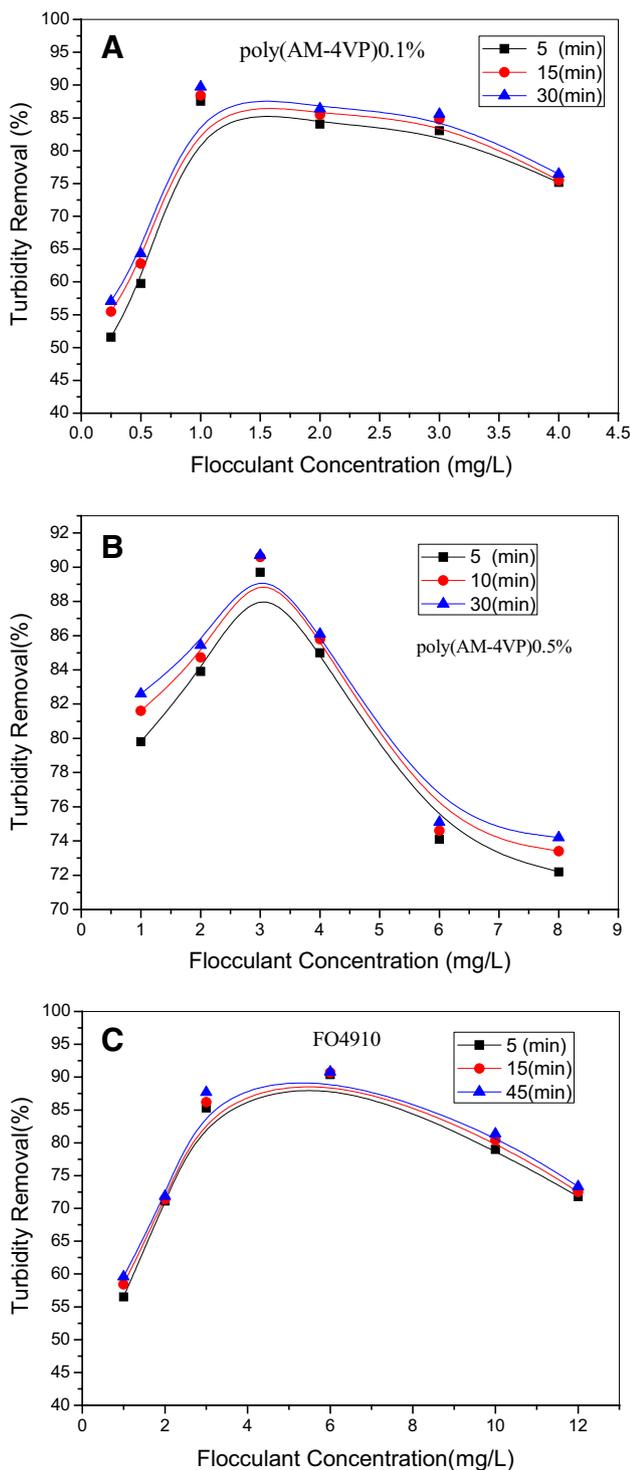 A
poly(AM-4VP)0.1%
5 (min)
15(min)
30(min)
Turbidity Removal (%)
90
85
80
75
70
65
60
55
50
45
40
100
95
0.0 0.5 1.0 1.5 2.0 2.5 3.0 3.5 4.0 4.5
Flocculant Concentration (mg/L)
B
5 (min)
10(min)
30(min)
poly(AM-4VP)0.5%
Turbidity Removal(%)
92
90
88
86
84
82
80
78
76
74
72
70
0 1 2 3 4 5 6 7 8 9
Flocculant Concentration (mg/L)
C
FO4910
5 (min)
15(min)
45(min)
Turbidity Removal(%)
100
95
90
85
80
75
70
65
60
55
50
45
40
0 2 4 6 8 10 12
Flocculant Concentration(mg/L)